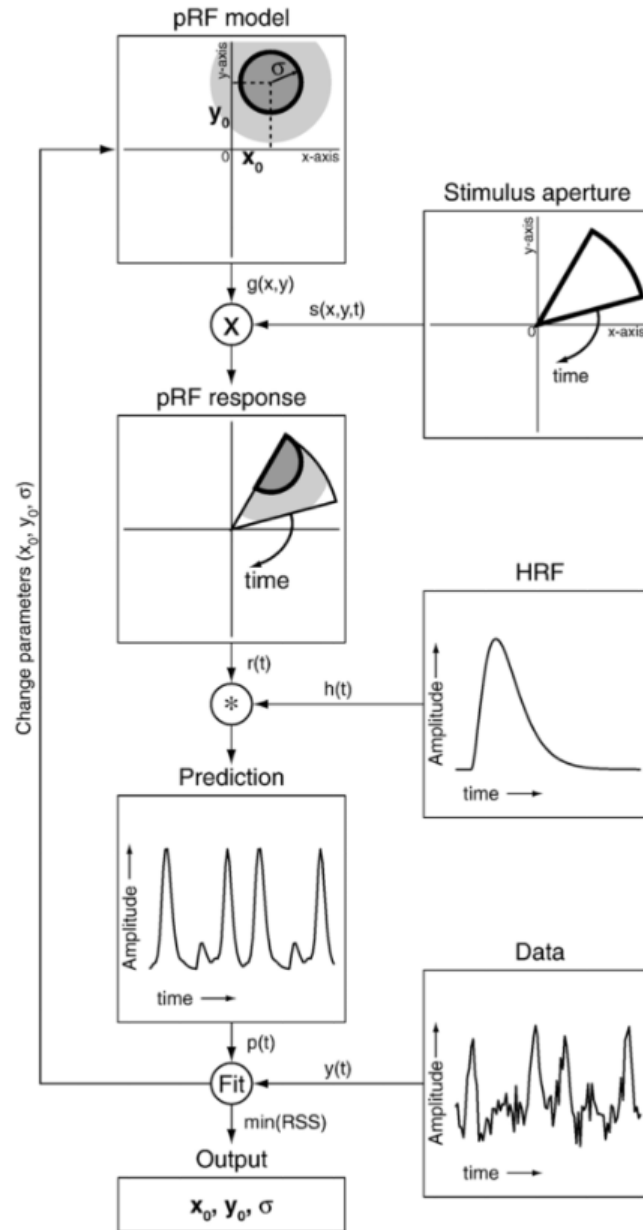 pRF model
y-axis
σ
y₀
0
x₀
x-axis
Stimulus aperture
y-axis
0
x-axis
time
g(x,y)
s(x,y,t)
x
pRF response
time
Change parameters (x₀, y₀, σ)
HRF
Amplitude
time
r(t)
h(t)
*
Prediction
Amplitude
time
Data
Amplitude
time
p(t)
y(t)
Fit
min(RSS)
Output
x₀, y₀, σ